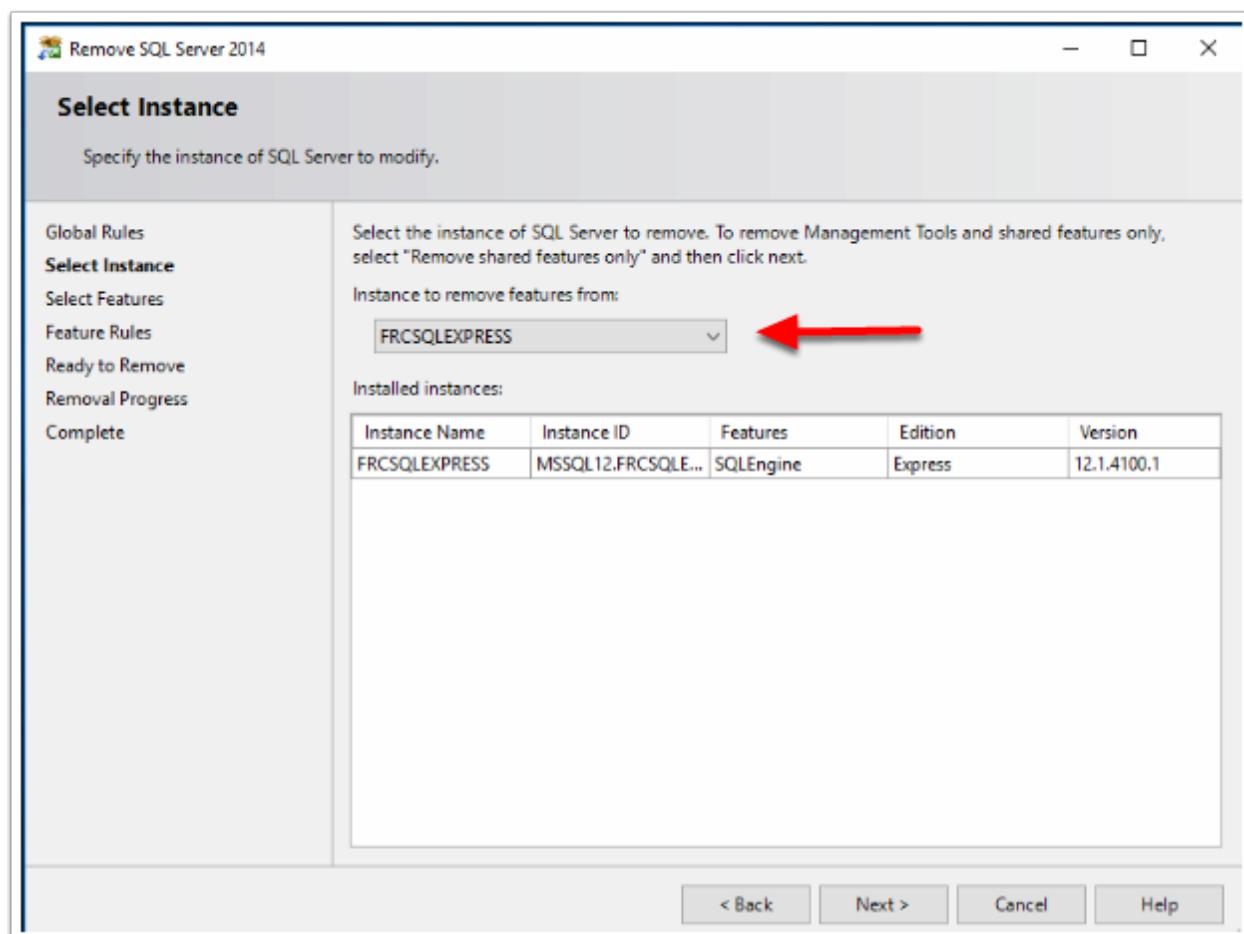 Remove SQL Server 2014
Select Instance
Specify the instance of SQL Server to modify.
Global Rules
Select Instance
Select Features
Feature Rules
Ready to Remove
Removal Progress
Complete
Select the instance of SQL Server to remove. To remove Management Tools and shared features only,
select "Remove shared features only" and then click next.
Instance to remove features from:
FRCSQLEXPRESS
Installed instances:
Instance Name Instance ID Features Edition Version
FRCSQLEXPRESS MSSQL12.FRCSQLE... SQLEngine Express 12.1.4100.1
< Back Next > Cancel Help